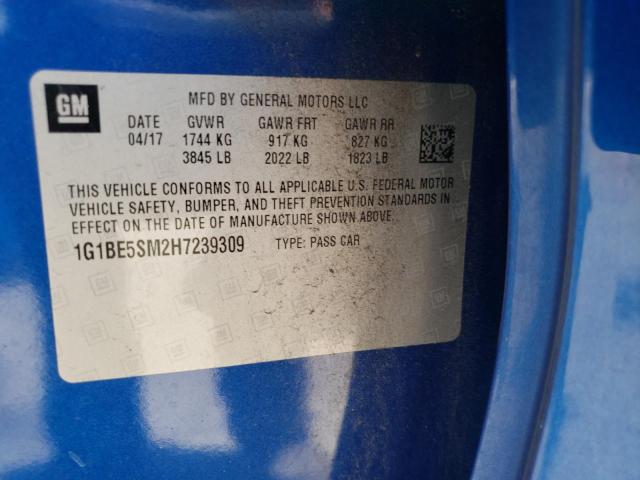 GM
MFD BY GENERAL MOTORS LLC
DATE GVWR GAWR FRT GAWR RR
04/17 1744 KG 917 KG 827 KG
3845 LB 2022 LB 1823 LB
THIS VEHICLE CONFORMS TO ALL APPLICABLE U.S. FEDERAL MOTOR
VEHICLE SAFETY, BUMPER, AND THEFT PREVENTION STANDARDS IN
EFFECT ON THE DATE OF MANUFACTURE SHOWN ABOVE.
1G1BE5SM2H7239309 TYPE: PASS CAR